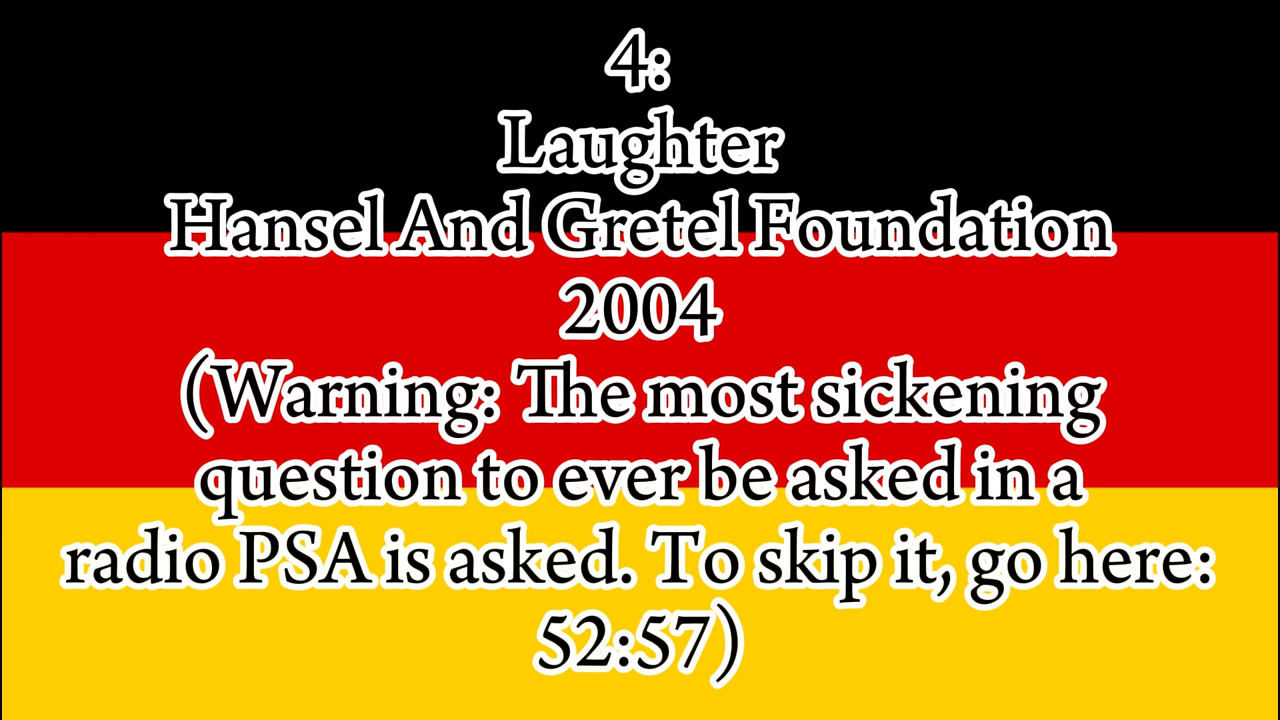 4:
Laughter
Hansel And Gretel Foundation
2004
(Warning: The most sickening
question to ever be asked in a
radio PSA is asked. To skip it, go here:
52:57)